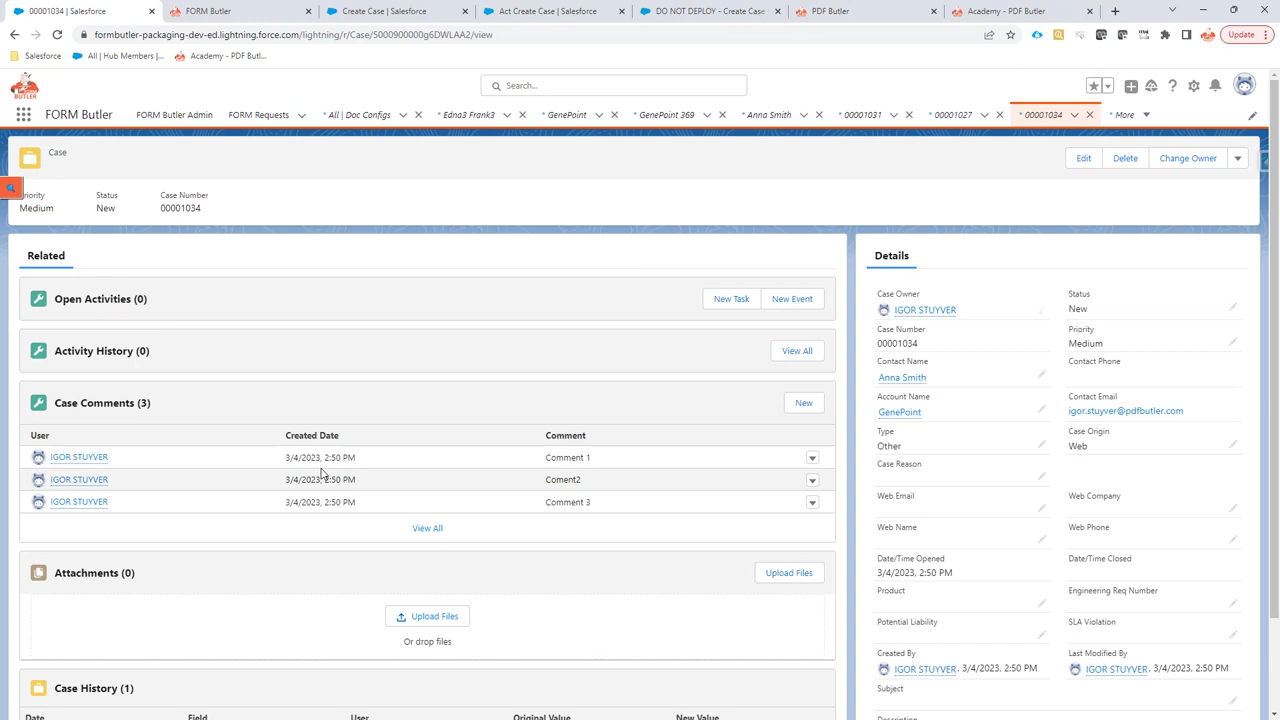 00001034 | Salesforce
FORM Butler
Create Case | Salesforce
Act Create Case | Salesforce
DO NOT DEPLOY - Create Case
PDF Butler
Academy - PDF Butler
formbutler-packaging-dev-ed.lightning.force.com/lightning/r/Case/5000900000g6DWLAA2/view
Update
Salesforce
All | Hub Members |...
Academy - PDF Butl...
BUTLER
Search...
FORM Butler
FORM Butler Admin
FORM Requests
* All | Doc Configs
* Edna3 Frank3
* GenePoint
* GenePoint 369
* Anna Smith
* 00001031
* 00001027
* 00001034
* More
Case
Edit
Delete
Change Owner
Priority
Status
Case Number
Medium
New
00001034
Related
Open Activities (0)
New Task
New Event
Activity History (0)
View All
Case Comments (3)
New
User
Created Date
Comment
IGOR STUYVER
3/4/2023, 2:50 PM
Comment 1
IGOR STUYVER
3/4/2023, 2:50 PM
Coment2
IGOR STUYVER
3/4/2023, 2:50 PM
Comment 3
View All
Attachments (0)
Upload Files
Upload Files
Or drop files
Case History (1)
Date
Field
User
Original Value
New Value
Details
Case Owner
IGOR STUYVER
Status
New
Case Number
00001034
Priority
Medium
Contact Name
Anna Smith
Contact Phone
Account Name
GenePoint
Contact Email
igor.stuyver@pdfbutler.com
Type
Other
Case Origin
Web
Case Reason
Web Email
Web Company
Web Name
Web Phone
Date/Time Opened
3/4/2023, 2:50 PM
Date/Time Closed
Product
Engineering Req Number
Potential Liability
SLA Violation
Created By
IGOR STUYVER, 3/4/2023, 2:50 PM
Last Modified By
IGOR STUYVER, 3/4/2023, 2:50 PM
Subject
Description